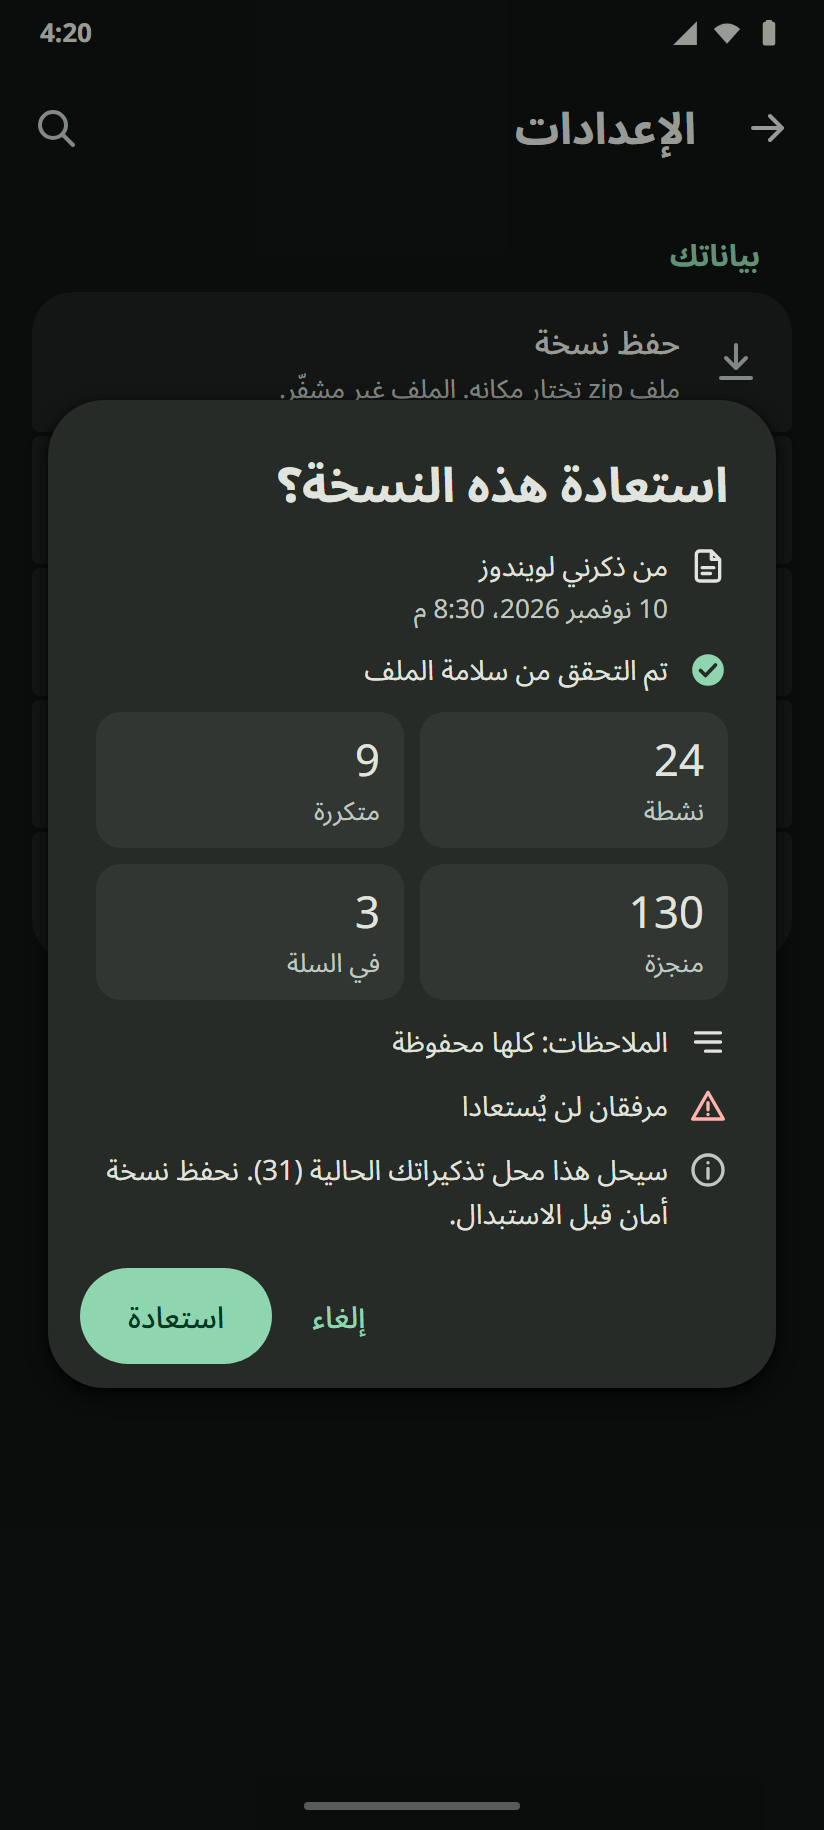 4:20
الإعدادات
بياناتك
حفظ نسخة
ملف zip تختار مكانه. الملف غير مشفّر.
استعادة هذه النسخة؟
من ذكرني لويندوز
10 نوفمبر 2026، 8:30 م
تم التحقق من سلامة الملف
24
نشطة
9
متكررة
130
منجزة
3
في السلة
الملاحظات: كلها محفوظة
مرفقان لن يُستعادا
سيحل هذا محل تذكيراتك الحالية (31). نحفظ نسخة
أمان قبل الاستبدال.
إلغاء
استعادة